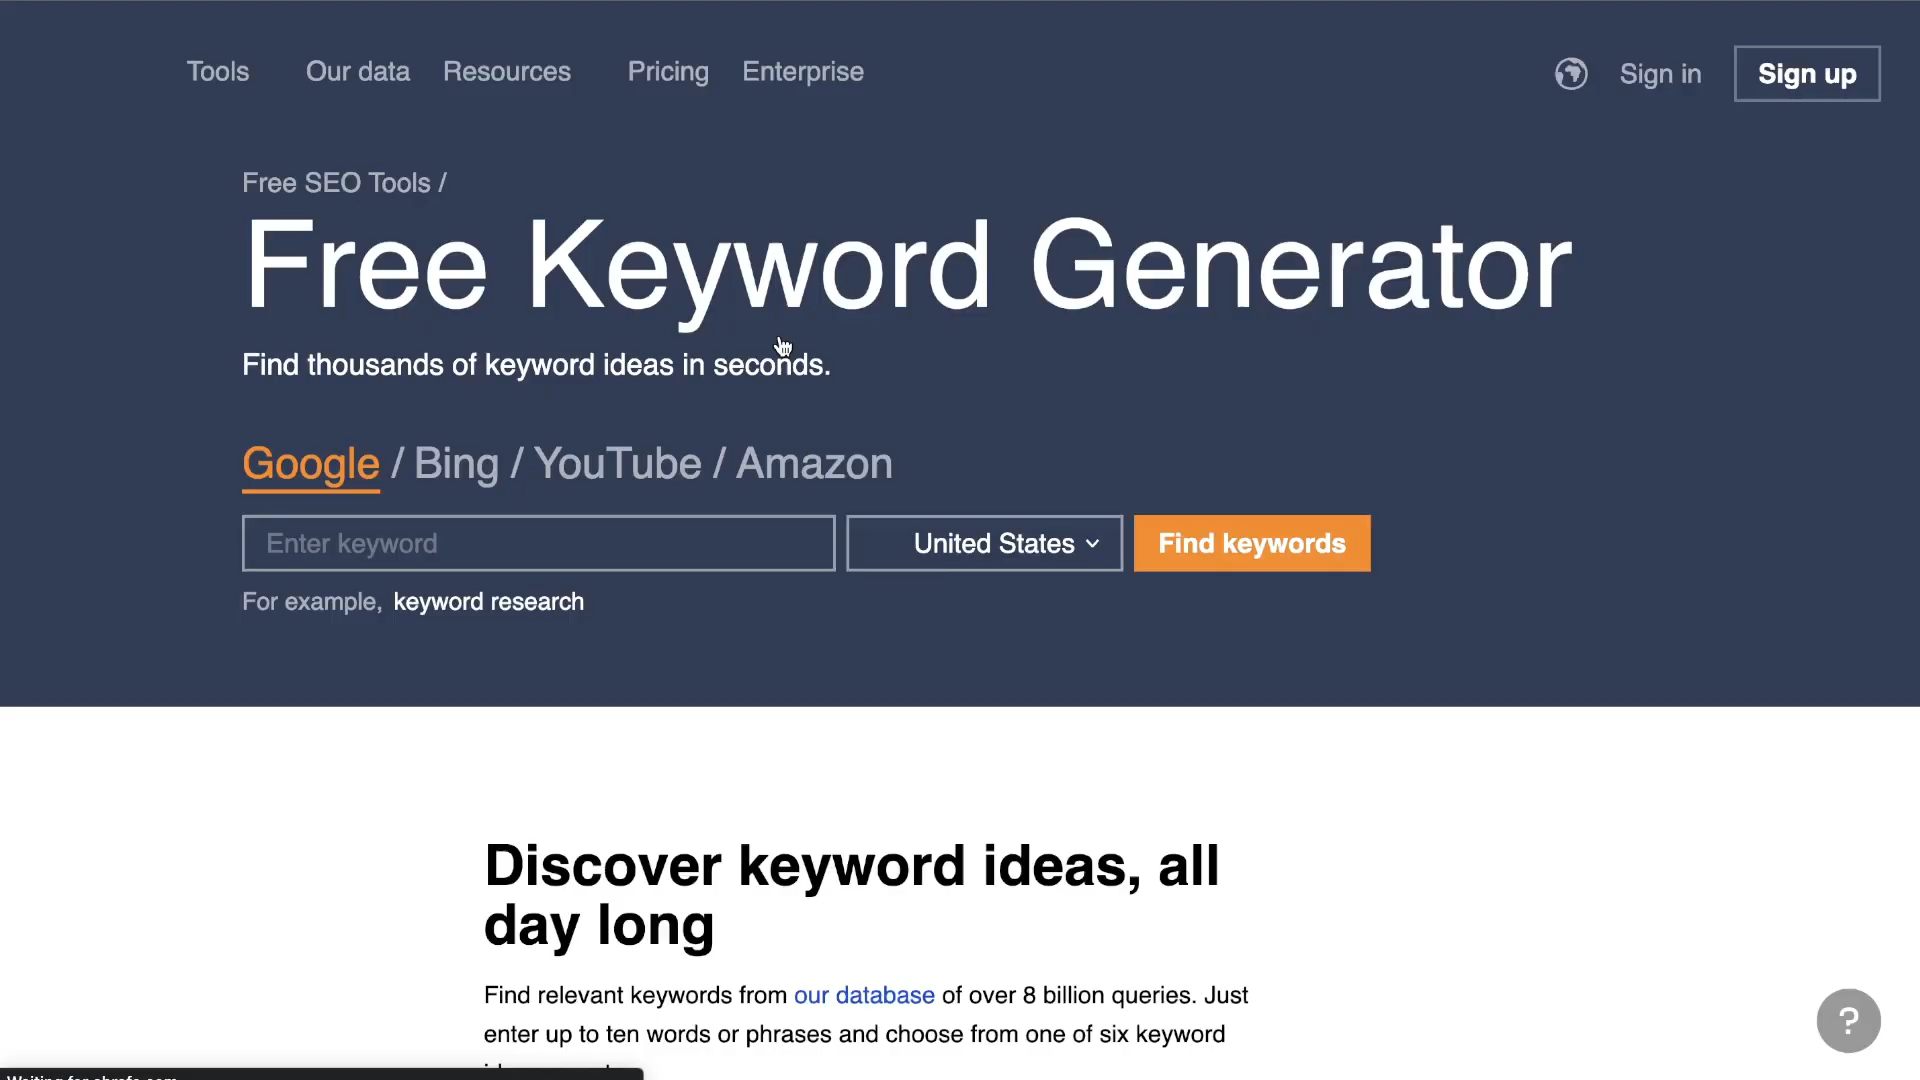 Tools Our data Resources Pricing Enterprise Sign in Sign up
Free SEO Tools /
Free Keyword Generator
Find thousands of keyword ideas in seconds.
Google / Bing / YouTube / Amazon
Enter keyword United States Find keywords
For example, keyword research
Discover keyword ideas, all
day long
Find relevant keywords from our database of over 8 billion queries. Just
enter up to ten words or phrases and choose from one of six keyword
?